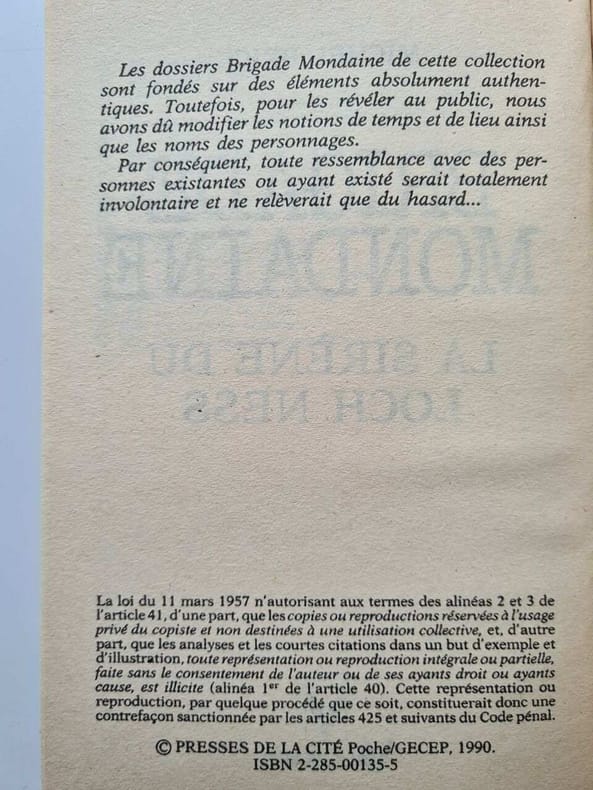 Les dossiers Brigade Mondaine de cette collection
sont fondés sur des éléments absolument authen-
tiques. Toutefois, pour les révéler au public, nous
avons dû modifier les notions de temps et de lieu ainsi
que les noms des personnages.
Par conséquent, toute ressemblance avec des per-
sonnes existantes ou ayant existé serait totalement
involontaire et ne relèverait que du hasard...
MONDAINE
LA SIRÈNE DU
LOCH NESS
La loi du 11 mars 1957 n'autorisant aux termes des alinéas 2 et 3 de
l'article 41, d'une part, que les copies ou reproductions réservées à l'usage
privé du copiste et non destinées à une utilisation collective, et, d'autre
part, que les analyses et les courtes citations dans un but d'exemple et
d'illustration, toute représentation ou reproduction intégrale ou partielle,
faite sans le consentement de l'auteur ou de ses ayants droit ou ayants
cause, est illicite (alinéa 1er de l'article 40). Cette représentation ou
reproduction, par quelque procédé que ce soit, constituerait donc une
contrefaçon sanctionnée par les articles 425 et suivants du Code pénal.
© PRESSES DE LA CITÉ Poche/GECEP, 1990.
ISBN 2-285-00135-5